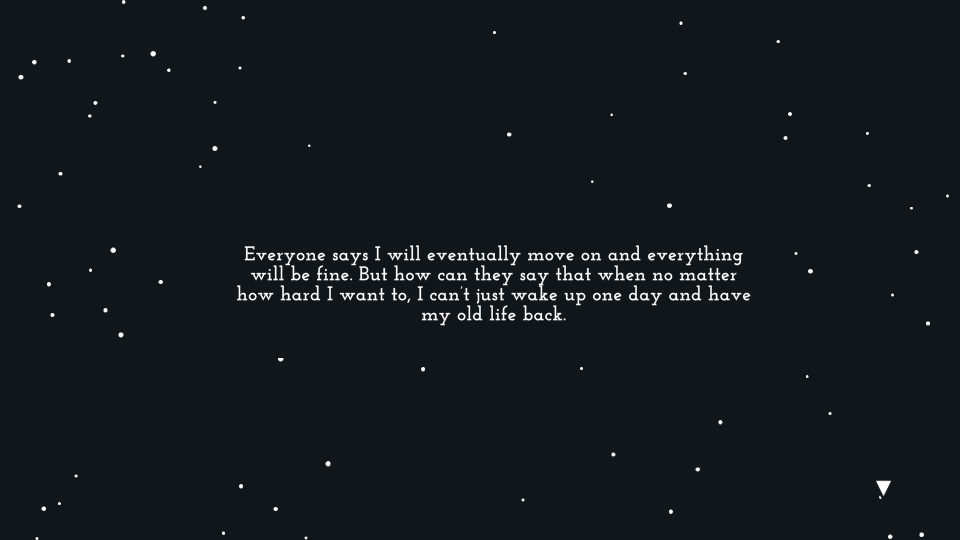 Everyone says I will eventually move on and everything
will be fine. But how can they say that when no matter
how hard I want to, I can't just wake up one day and have
my old life back.